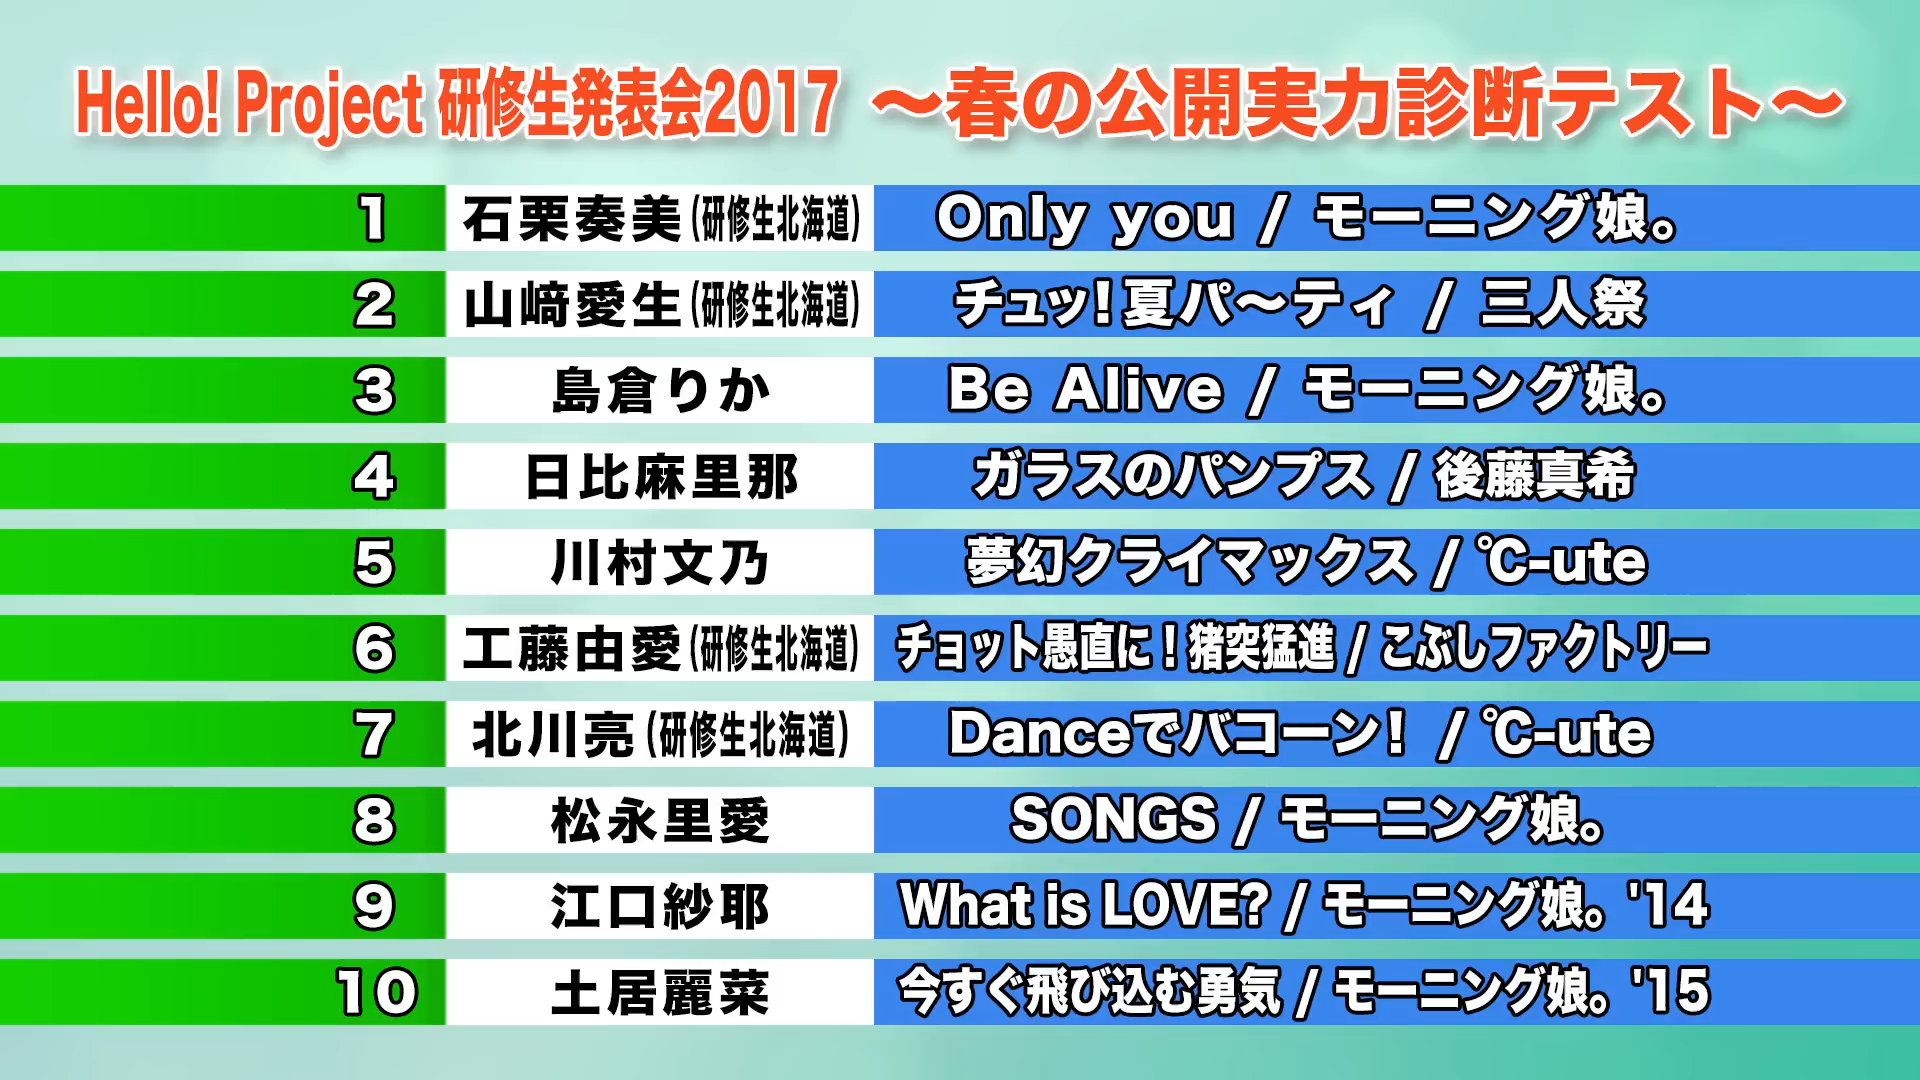 Hello! Project 研修生発表会2017 ～春の公開実力診断テスト～
1 石栗奏美(研修生北海道) Only you / モーニング娘。
2 山﨑愛生(研修生北海道) チュッ!夏パ～ティ / 三人祭
3 島倉りか Be Alive / モーニング娘。
4 日比麻里那 ガラスのパンプス / 後藤真希
5 川村文乃 夢幻クライマックス / ℃-ute
6 工藤由愛(研修生北海道) チョット愚直に！猪突猛進 / こぶしファクトリー
7 北川亮(研修生北海道) Danceでバコーン！ / ℃-ute
8 松永里愛 SONGS / モーニング娘。
9 江口紗耶 What is LOVE? / モーニング娘。'14
10 土居麗菜 今すぐ飛び込む勇気 / モーニング娘。'15